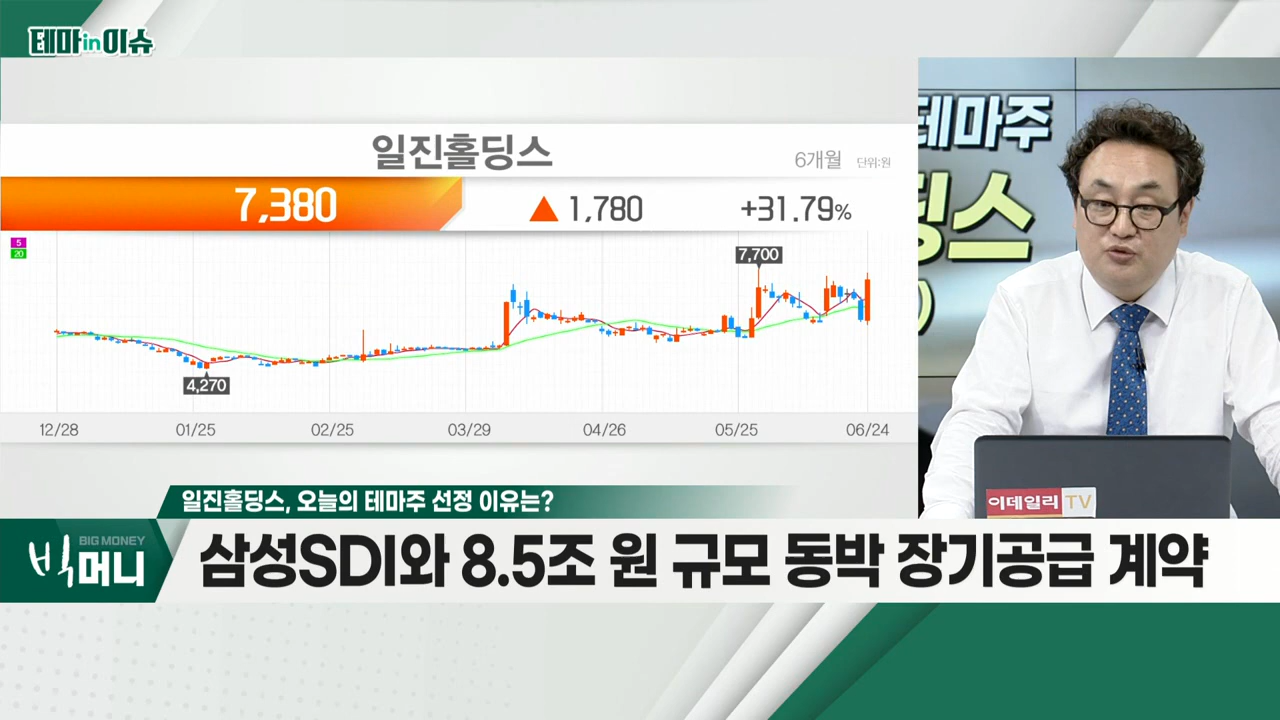 테마in이슈
일진홀딩스
6개월 단위:원
7,380 ▲ 1,780 +31.79%
5
20
7,700
4,270
12/28 01/25 02/25 03/29 04/26 05/25 06/24
테마주
딩스
)
이데일리TV
일진홀딩스, 오늘의 테마주 선정 이유는?
BIG MONEY
빅머니
삼성SDI와 8.5조 원 규모 동박 장기공급 계약